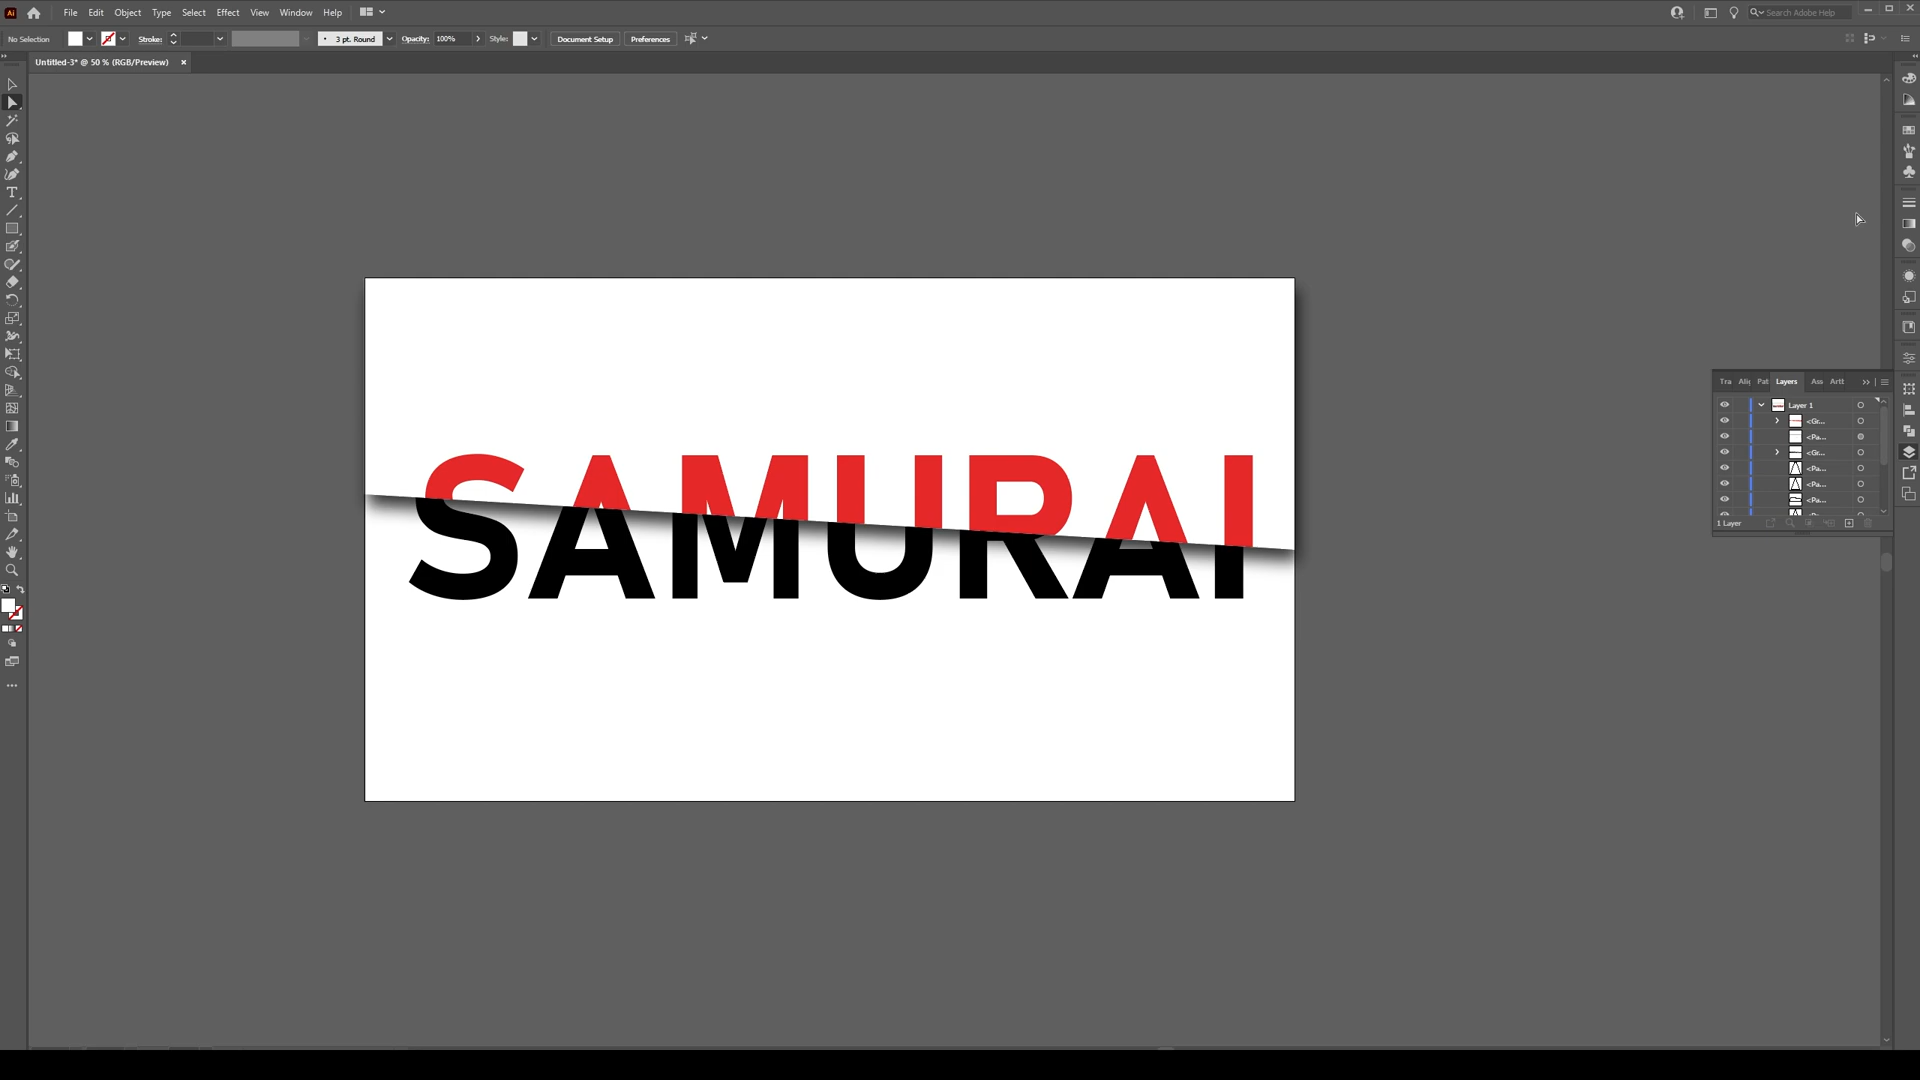 Ai File Edit Object Type Select Effect View Window Help Search Adobe Help
No Selection Stroke: 3 pt. Round Opacity: 100% Style: Document Setup Preferences
Untitled-3* @ 50 % (RGB/Preview) ×
SAMURAI
Tra Alig Pat Layers Ass Artb
Layer 1
<Gr...
<Pa...
<Gr...
<Pa...
<Pa...
<Pa...
1 Layer